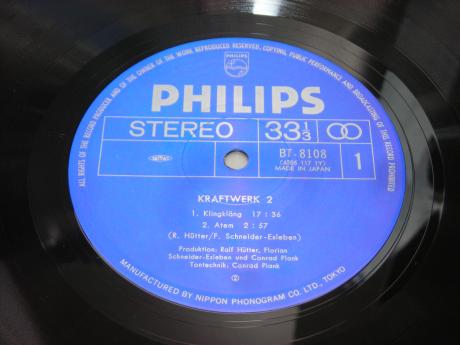 ALL RIGHTS OF THE RECORD PRODUCER AND OF THE OWNER OF THE WORK REPRODUCED RESERVED. COPYING, PUBLIC PERFORMANCE AND BROADCASTING OF THIS RECORD PROHIBITED
PHILIPS
PHILIPS
STEREO 33 1/3
BT-8108
MADE IN JAPAN
1
KRAFTWERK 2
1. Klingklang 17:36
2. Atem 2:57
(R. Hütter/F. Schneider-Esleben)
Produktion: Ralf Hütter, Florian
Schneider-Esleben und Conrad Plank
Tontechnik: Conrad Plank
MANUFACTURED BY NIPPON PHONOGRAM CO. LTD., TOKYO